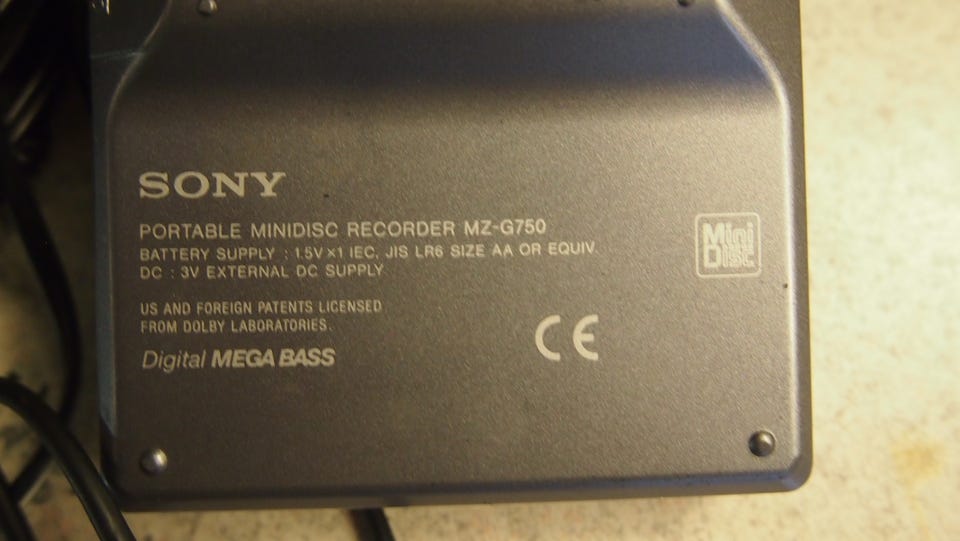 SONY
PORTABLE MINIDISC RECORDER MZ-G750
BATTERY SUPPLY : 1.5V×1 IEC, JIS LR6 SIZE AA OR EQUIV.
DC : 3V EXTERNAL DC SUPPLY
Mini
Disc
US AND FOREIGN PATENTS LICENSED
FROM DOLBY LABORATORIES.
CE
Digital MEGA BASS